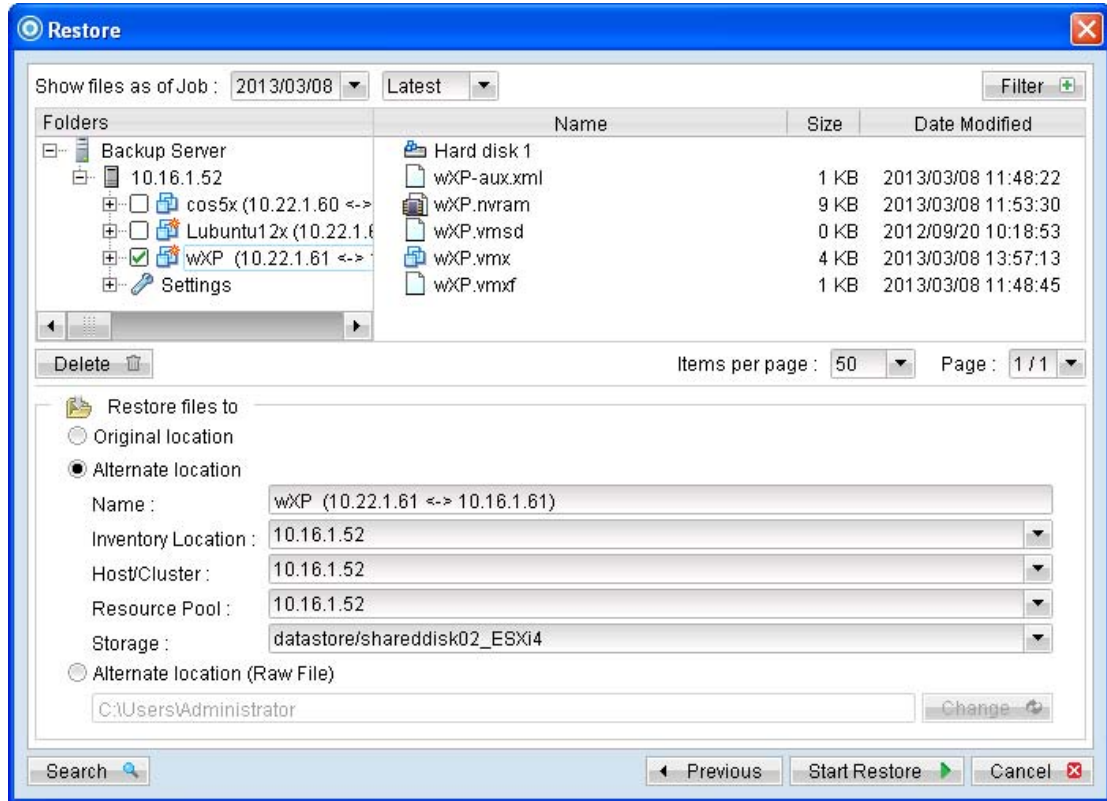 Restore
Show files as of Job : 2013/03/08 Latest Filter
Folders Name Size Date Modified
Backup Server Hard disk 1
10.16.1.52 wXP-aux.xml 1 KB 2013/03/08 11:48:22
cos5x (10.22.1.60 <-> wXP.nvram 9 KB 2013/03/08 11:53:30
Lubuntu12x (10.22.1.6 wXP.vmsd 0 KB 2012/09/20 10:18:53
wXP (10.22.1.61 <-> wXP.vmx 4 KB 2013/03/08 13:57:13
Settings wXP.vmxf 1 KB 2013/03/08 11:48:45
Delete Items per page : 50 Page : 1 / 1
Restore files to
Original location
Alternate location
Name : wXP (10.22.1.61 <-> 10.16.1.61)
Inventory Location : 10.16.1.52
Host/Cluster : 10.16.1.52
Resource Pool : 10.16.1.52
Storage : datastore/shareddisk02_ESXi4
Alternate location (Raw File)
C:\Users\Administrator Change
Search Previous Start Restore Cancel